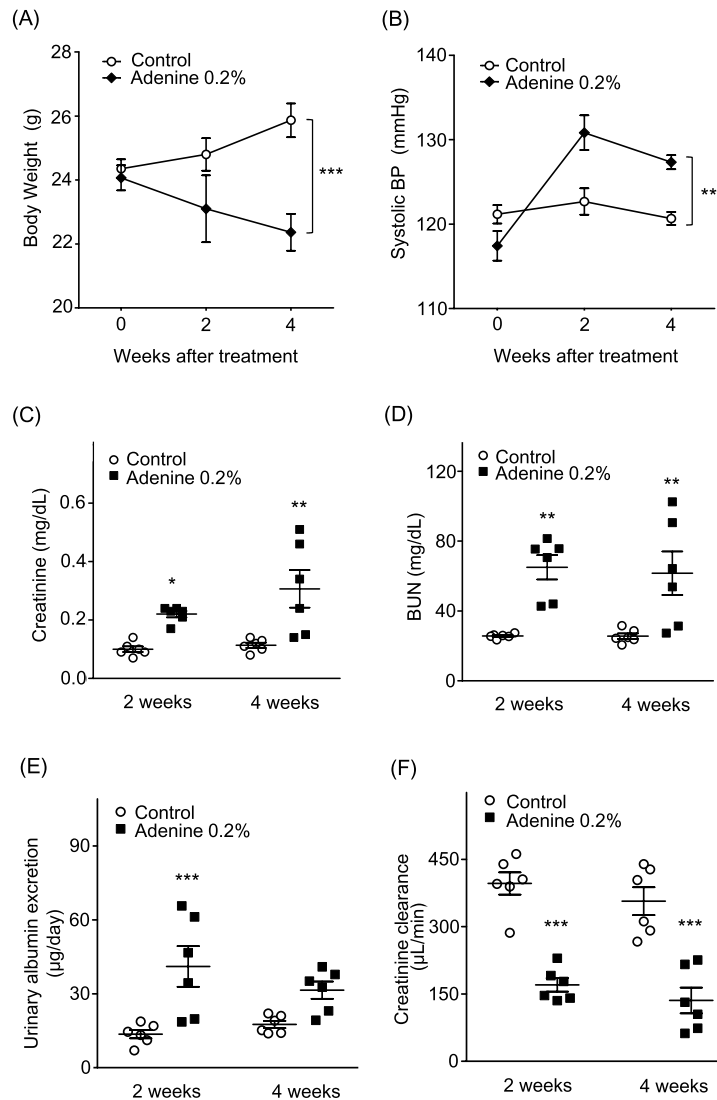 (A)
28
26
24
22
20
Body Weight (g)
Control
Adenine 0.2%
***
0 2 4
Weeks after treatment
(B)
140
130
120
110
Systolic BP (mmHg)
Control
Adenine 0.2%
**
0 2 4
Weeks after treatment
(C)
Control
Adenine 0.2%
0.6
0.4
0.2
0.0
Creatinine (mg/dL)
*
**
2 weeks 4 weeks
(D)
Control
Adenine 0.2%
120
80
40
0
BUN (mg/dL)
**
**
2 weeks 4 weeks
(E)
Control
Adenine 0.2%
90
60
30
0
Urinary albumin excretion
(μg/day)
***
2 weeks 4 weeks
(F)
Control
Adenine 0.2%
450
300
150
0
Creatinine clearance
(μL/min)
***
***
2 weeks 4 weeks